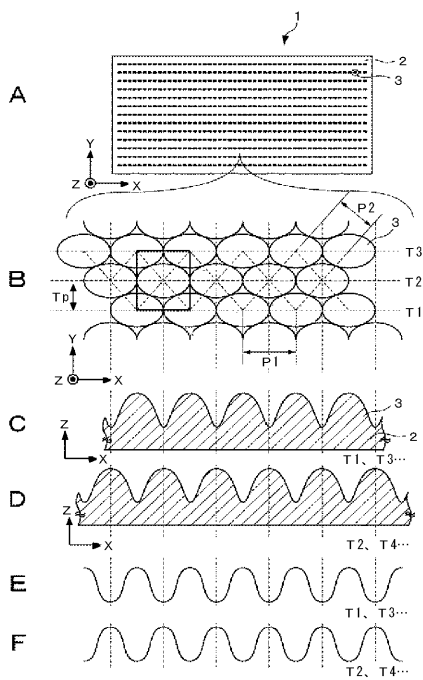 1
2
3
A
Y
Z X
P2
3
T3
B
T2
Tp
T1
P1
Y
Z X
C
3
2
Z
X
T1、T3…
D
Z
X
T2、T4…
E
T1、T3…
F
T2、T4…